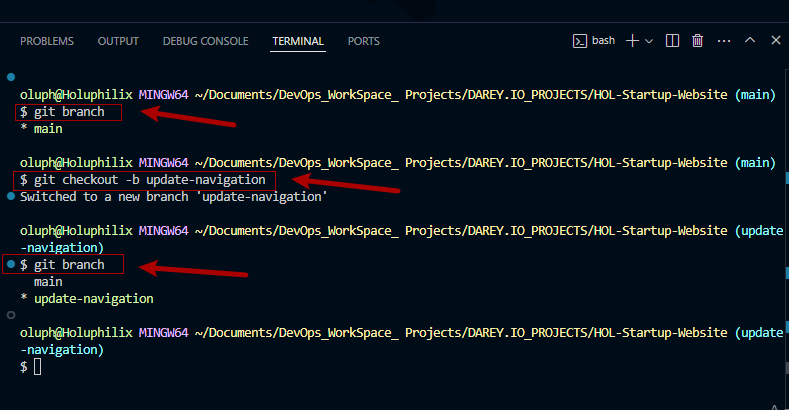 PROBLEMS OUTPUT DEBUG CONSOLE TERMINAL PORTS bash
oluph@Holuphilix MINGW64 ~/Documents/DevOps_WorkSpace_ Projects/DAREY.IO_PROJECTS/HOL-Startup-Website (main)
$ git branch
* main
oluph@Holuphilix MINGW64 ~/Documents/DevOps_WorkSpace_ Projects/DAREY.IO_PROJECTS/HOL-Startup-Website (main)
$ git checkout -b update-navigation
Switched to a new branch 'update-navigation'
oluph@Holuphilix MINGW64 ~/Documents/DevOps_WorkSpace_ Projects/DAREY.IO_PROJECTS/HOL-Startup-Website (update
-navigation)
$ git branch
main
* update-navigation
oluph@Holuphilix MINGW64 ~/Documents/DevOps_WorkSpace_ Projects/DAREY.IO_PROJECTS/HOL-Startup-Website (update
-navigation)
$